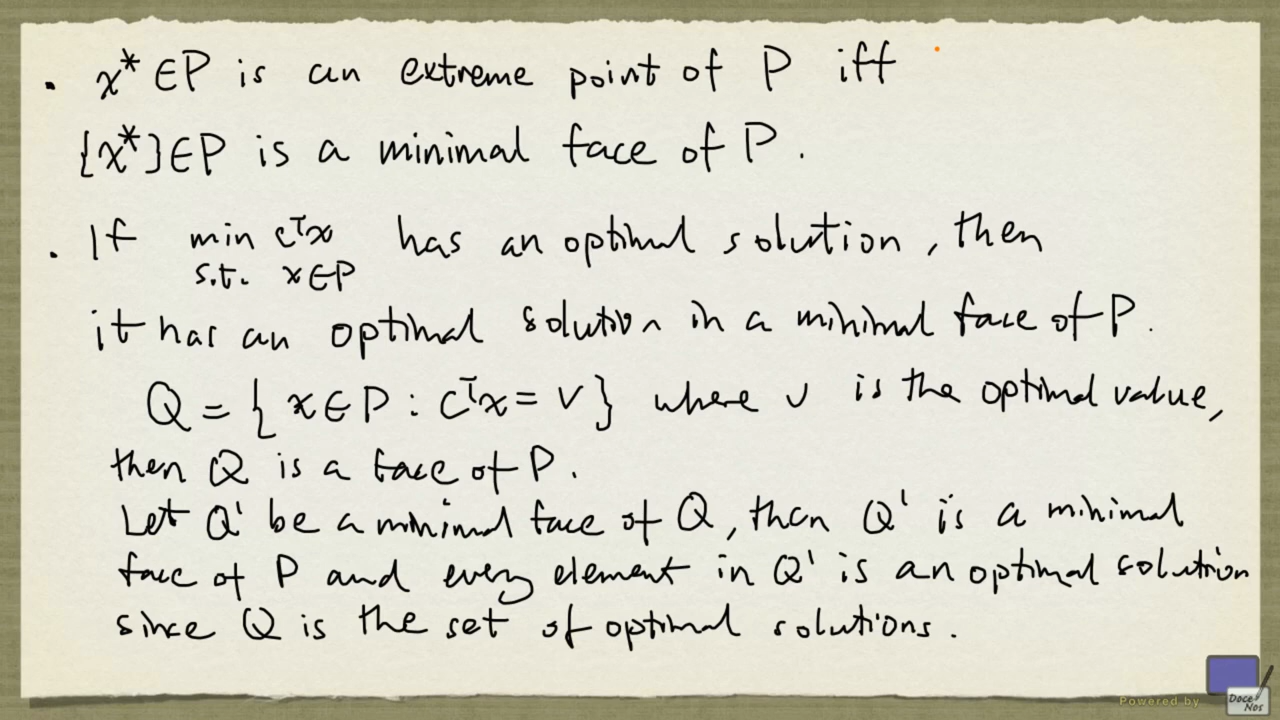 · x* ∈ P is an extreme point of P iff
{x*} ∈ P is a minimal face of P.
· If min cᵀx has an optimal solution, then
s.t. x ∈ P
it has an optimal solution in a minimal face of P.
Q = { x ∈ P : cᵀx = v } where v is the optimal value,
then Q is a face of P.
Let Q' be a minimal face of Q, then Q' is a minimal
face of P and every element in Q' is an optimal solution
since Q is the set of optimal solutions.
Powered by
Doce
Nos